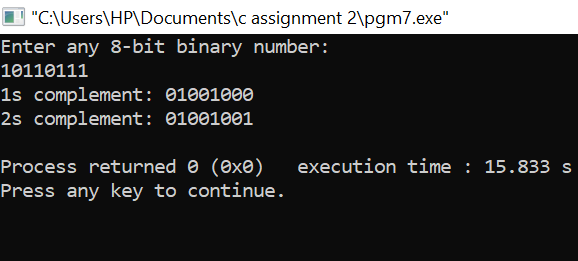 "C:\Users\HP\Documents\c assignment 2\pgm7.exe"
Enter any 8-bit binary number:
10110111
1s complement: 01001000
2s complement: 01001001
Process returned 0 (0x0)   execution time : 15.833 s
Press any key to continue.